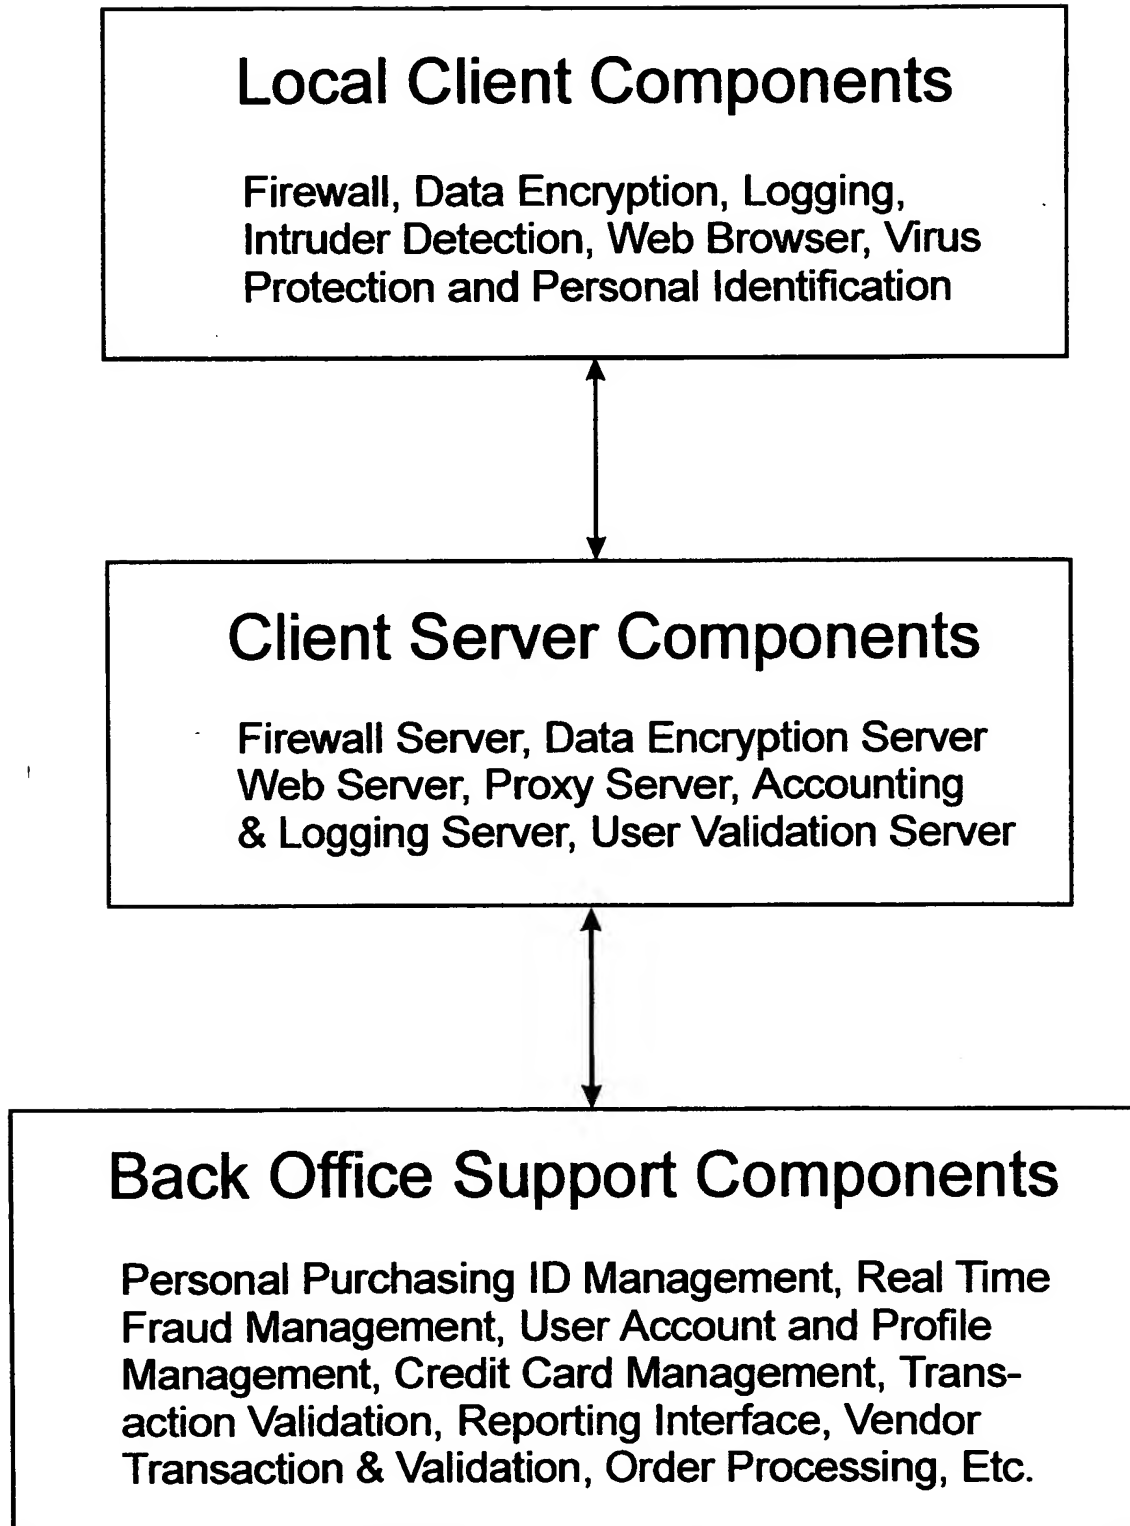 Local Client Components
Firewall, Data Encryption, Logging,
Intruder Detection, Web Browser, Virus
Protection and Personal Identification
Client Server Components
Firewall Server, Data Encryption Server
Web Server, Proxy Server, Accounting
& Logging Server, User Validation Server
Back Office Support Components
Personal Purchasing ID Management, Real Time
Fraud Management, User Account and Profile
Management, Credit Card Management, Trans-
action Validation, Reporting Interface, Vendor
Transaction & Validation, Order Processing, Etc.